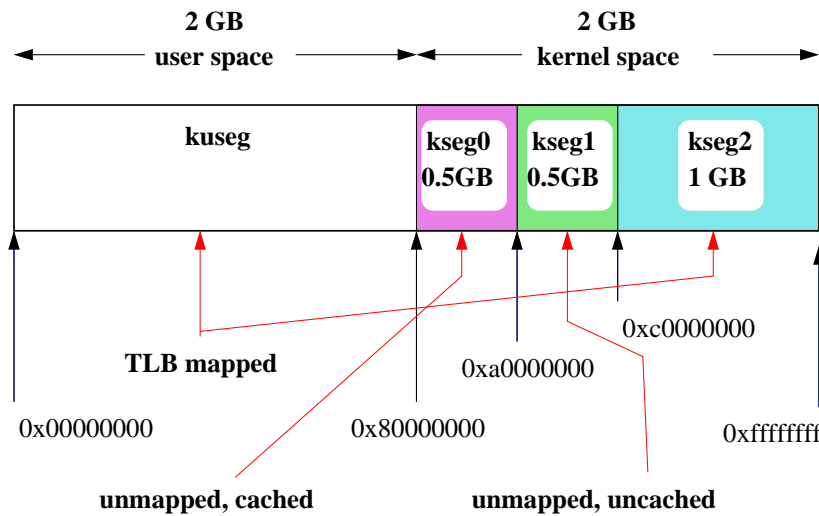 2 GB
user space
2 GB
kernel space
kuseg
kseg0
0.5GB
kseg1
0.5GB
kseg2
1 GB
TLB mapped
0xc0000000
0xa0000000
0x00000000
0x80000000
0xffffffff
unmapped, cached
unmapped, uncached